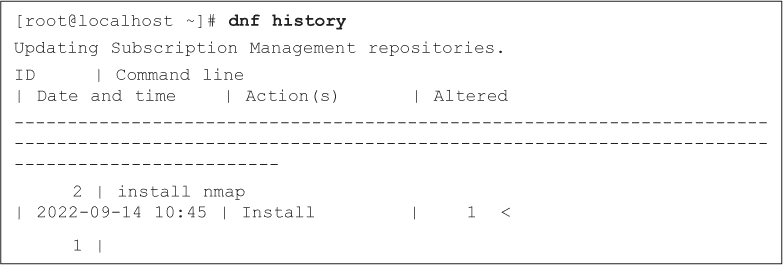 [root@localhost ~]# dnf history
Updating Subscription Management repositories.
ID     | Command line
| Date and time    | Action(s)      | Altered
----------------------------------------------------------------------
----------------------------------------------------------------------
-------------------------
     2 | install nmap
| 2022-09-14 10:45 | Install        |    1  <
     1 |